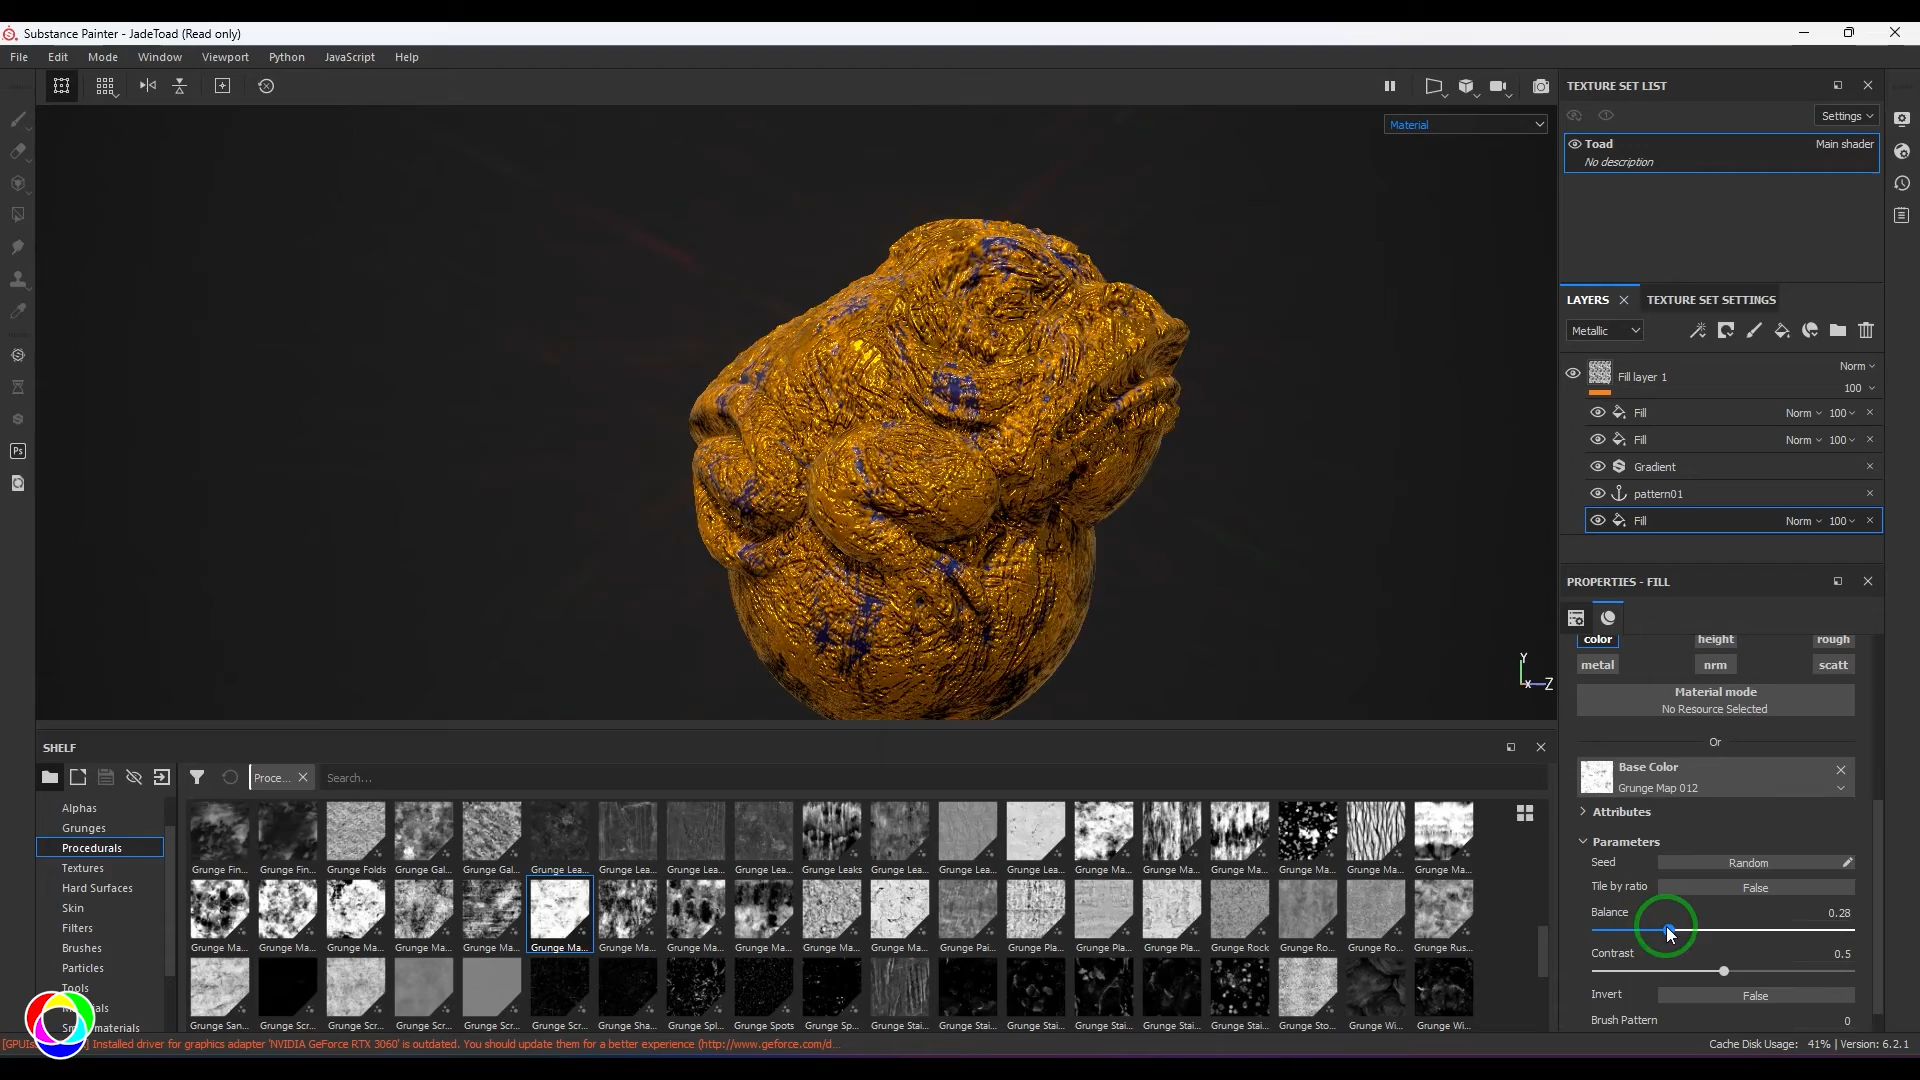 Substance Painter - JadeToad (Read only)
File Edit Mode Window Viewport Python JavaScript Help
Material
Y
X Z
TEXTURE SET LIST
Settings
Toad Main shader
No description
LAYERS TEXTURE SET SETTINGS
Metallic
Norm
Fill layer 1
100
Fill Norm 100
Fill Norm 100
Gradient
pattern01
Fill Norm 100
PROPERTIES - FILL
color height rough
metal nrm scatt
Material mode
No Resource Selected
Or
Base Color
Grunge Map 012
Attributes
Parameters
Seed Random
Tile by ratio False
Balance 0.28
Contrast 0.5
Invert False
Brush Pattern 0
SHELF
Proce... Search...
Alphas
Grunges
Procedurals
Textures
Hard Surfaces
Skin
Filters
Brushes
Particles
Tools
Ps
Grunge Fin... Grunge Fin... Grunge Folds Grunge Gal... Grunge Gal... Grunge Lea... Grunge Lea... Grunge Lea... Grunge Lea... Grunge Leaks Grunge Lea... Grunge Lea... Grunge Lea... Grunge Ma... Grunge Ma... Grunge Ma... Grunge Ma... Grunge Ma... Grunge Ma...
Grunge Ma... Grunge Ma... Grunge Ma... Grunge Ma... Grunge Ma... Grunge Ma... Grunge Ma... Grunge Ma... Grunge Ma... Grunge Ma... Grunge Ma... Grunge Pai... Grunge Pla... Grunge Pla... Grunge Pla... Grunge Rock Grunge Ro... Grunge Ro... Grunge Rus...
Grunge San... Grunge Scr... Grunge Scr... Grunge Scr... Grunge Scr... Grunge Scr... Grunge Sha... Grunge Spl... Grunge Spots Grunge Sp... Grunge Stai... Grunge Stai... Grunge Stai... Grunge Stai... Grunge Stai... Grunge Stai... Grunge Sto... Grunge Wi... Grunge Wi...
Installed driver for graphics adapter 'NVIDIA GeForce RTX 3060' is outdated. You should update them for a better experience (http://www.geforce.com/d...
Cache Disk Usage: 41% | Version: 6.2.1